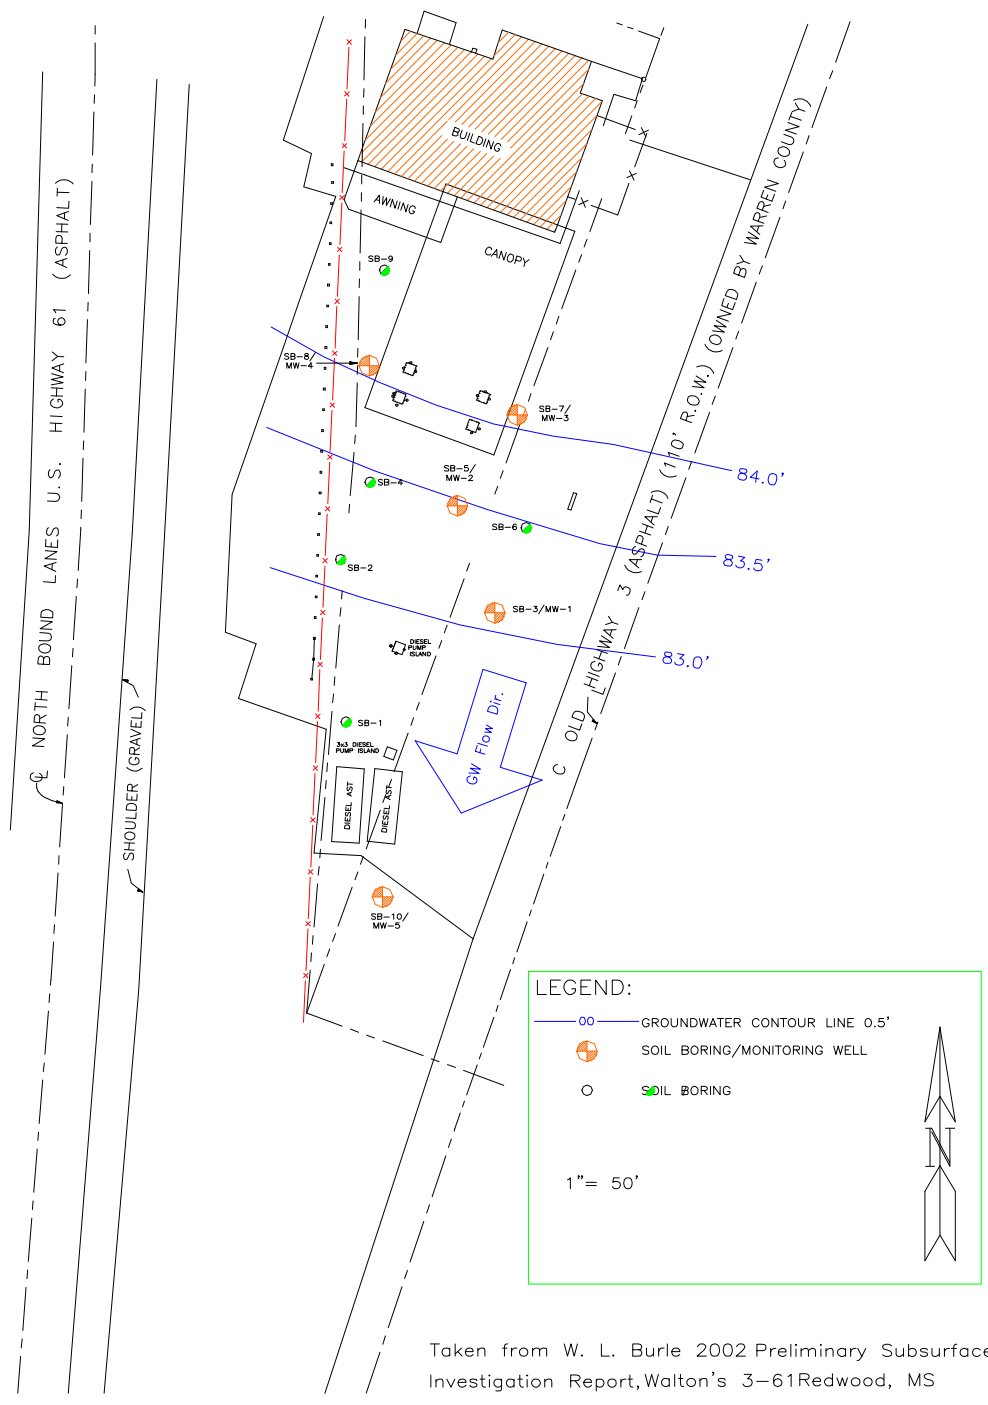 BUILDING
AWNING
CANOPY
SB-9
SB-8/
MW-4
SB-7/
MW-3
84.0'
SB-5/
MW-2
SB-4
SB-6
83.5'
SB-2
SB-3/MW-1
DIESEL
PUMP
ISLAND
83.0'
SB-1
3x3 DIESEL
PUMP ISLAND
DIESEL AST
DIESEL AST
GW Flow Dir.
SB-10/
MW-5
℄ NORTH BOUND LANES U.S. HIGHWAY 61 (ASPHALT)
SHOULDER (GRAVEL)
C L OLD HIGHWAY 3 (ASPHALT) (110' R.O.W.) (OWNED BY WARREN COUNTY)
LEGEND:
00 GROUNDWATER CONTOUR LINE 0.5'
SOIL BORING/MONITORING WELL
SOIL BORING
1"= 50'
N
Taken from W. L. Burle 2002 Preliminary Subsurface
Investigation Report, Walton's 3-61Redwood, MS